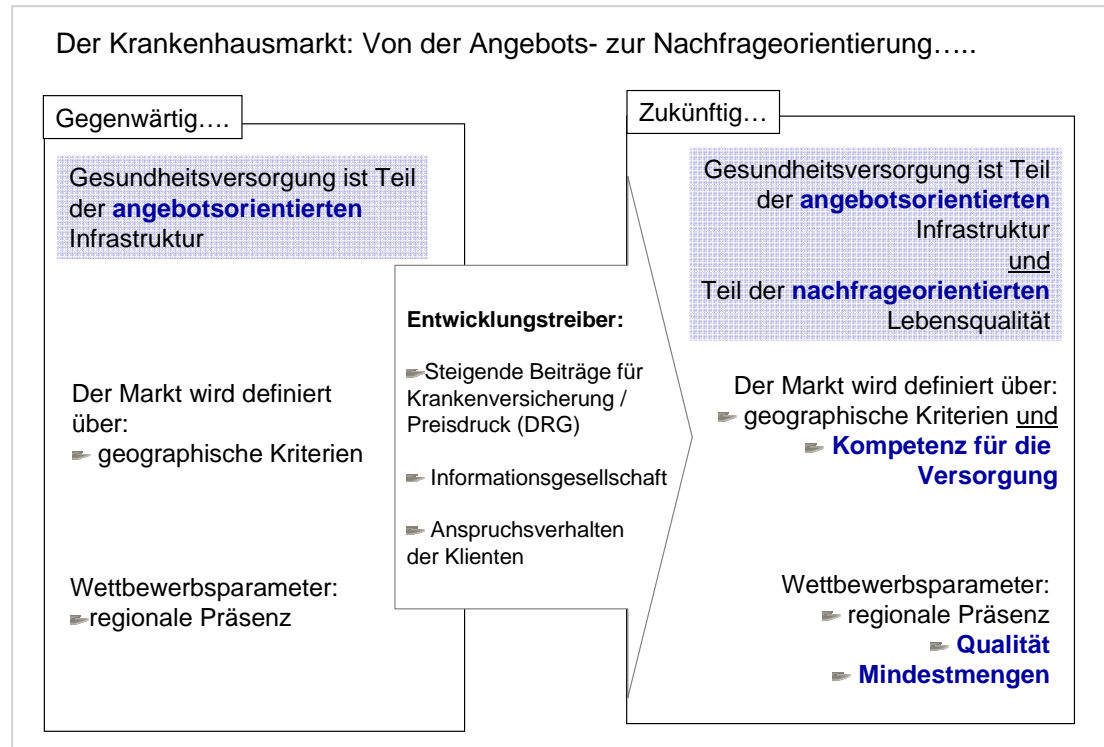 Der Krankenhausmarkt: Von der Angebots- zur Nachfrageorientierung…..
Gegenwärtig….
Gesundheitsversorgung ist Teil
der angebotsorientierten
Infrastruktur
Der Markt wird definiert
über:
geographische Kriterien
Wettbewerbsparameter:
regionale Präsenz
Entwicklungstreiber:
Steigende Beiträge für
Krankenversicherung /
Preisdruck (DRG)
Informationsgesellschaft
Anspruchsverhalten
der Klienten
Zukünftig…
Gesundheitsversorgung ist Teil
der angebotsorientierten
Infrastruktur
und
Teil der nachfrageorientierten
Lebensqualität
Der Markt wird definiert über:
geographische Kriterien und
Kompetenz für die
Versorgung
Wettbewerbsparameter:
regionale Präsenz
Qualität
Mindestmengen